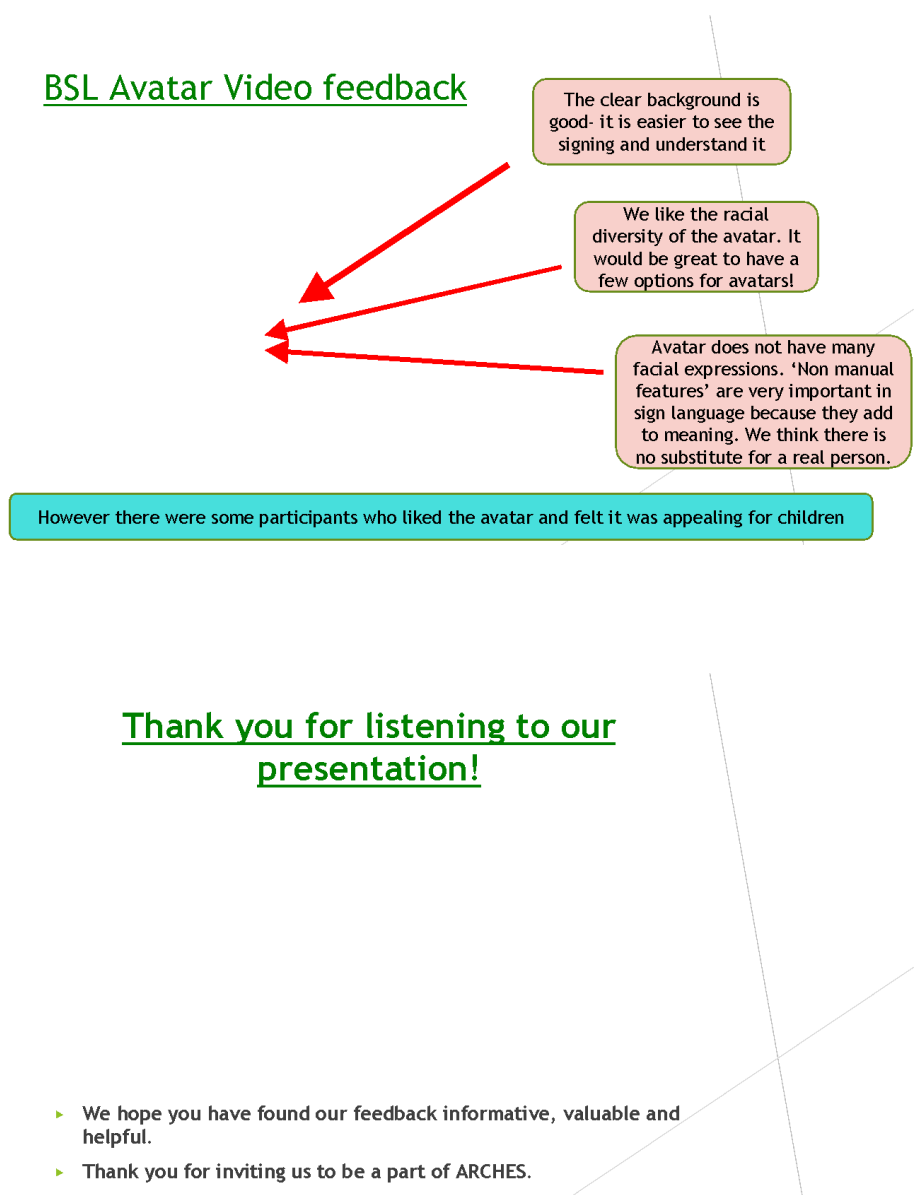 BSL Avatar Video feedback
The clear background is
good- it is easier to see the
signing and understand it
We like the racial
diversity of the avatar. It
would be great to have a
few options for avatars!
Avatar does not have many
facial expressions. ‘Non manual
features’ are very important in
sign language because they add
to meaning. We think there is
no substitute for a real person.
However there were some participants who liked the avatar and felt it was appealing for children
Thank you for listening to our
presentation!
We hope you have found our feedback informative, valuable and
helpful.
Thank you for inviting us to be a part of ARCHES.